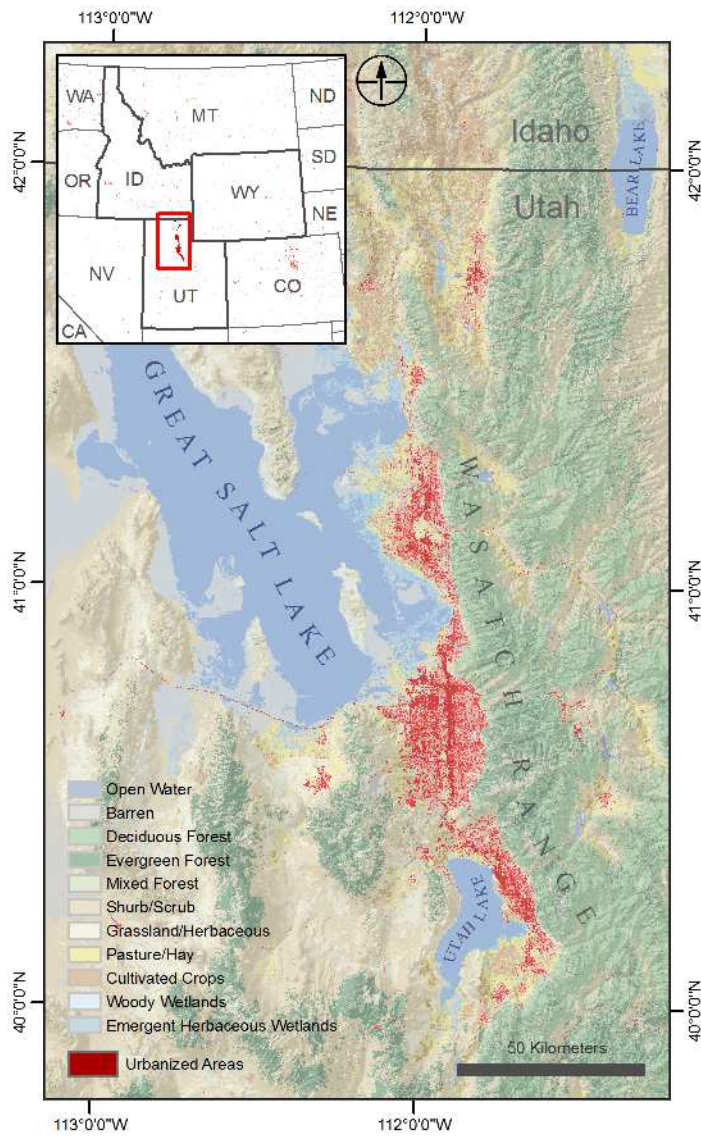 113°0'0"W
112°0'0"W
WA
MT
ND
OR
ID
SD
WY
NE
NV
UT
CO
CA
Idaho
Utah
BEAR LAKE
42°0'0"N
42°0'0"N
GREAT SALT LAKE
WASATCH RANGE
41°0'0"N
41°0'0"N
UTAH LAKE
Open Water
Barren
Deciduous Forest
Evergreen Forest
Mixed Forest
Shurb/Scrub
Grassland/Herbaceous
Pasture/Hay
Cultivated Crops
Woody Wetlands
Emergent Herbaceous Wetlands
Urbanized Areas
40°0'0"N
40°0'0"N
50 Kilometers
113°0'0"W
112°0'0"W